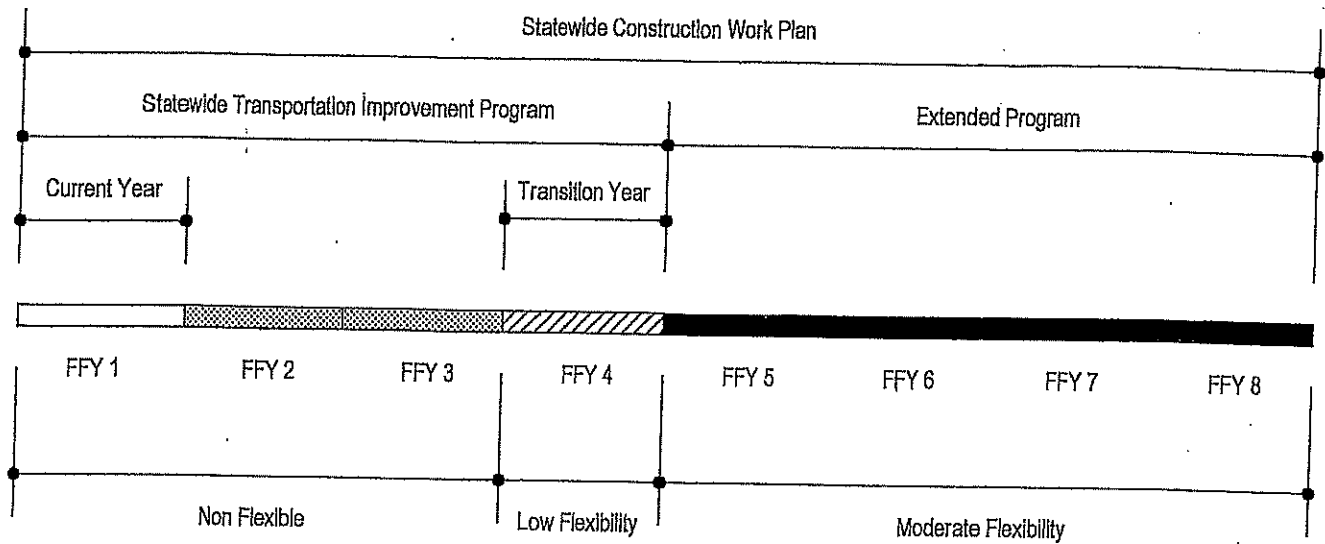 Statewide Construction Work Plan
Statewide Transportation Improvement Program
Extended Program
Current Year
Transition Year
FFY 1
FFY 2
FFY 3
FFY 4
FFY 5
FFY 6
FFY 7
FFY 8
Non Flexible
Low Flexibility
Moderate Flexibility